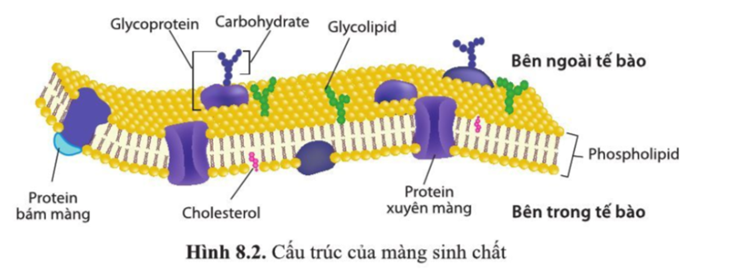 Glycoprotein
Carbohydrate
Glycolipid
Bên ngoài tế bào
Phospholipid
Protein
bám màng
Cholesterol
Protein
xuyên màng
Bên trong tế bào
Hình 8.2. Cấu trúc của màng sinh chất